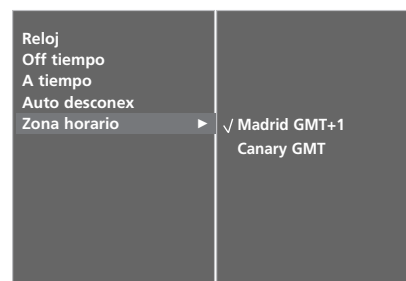 Reloj
Off tiempo
A tiempo
Auto desconex
Zona horario ►
√ Madrid GMT+1
Canary GMT